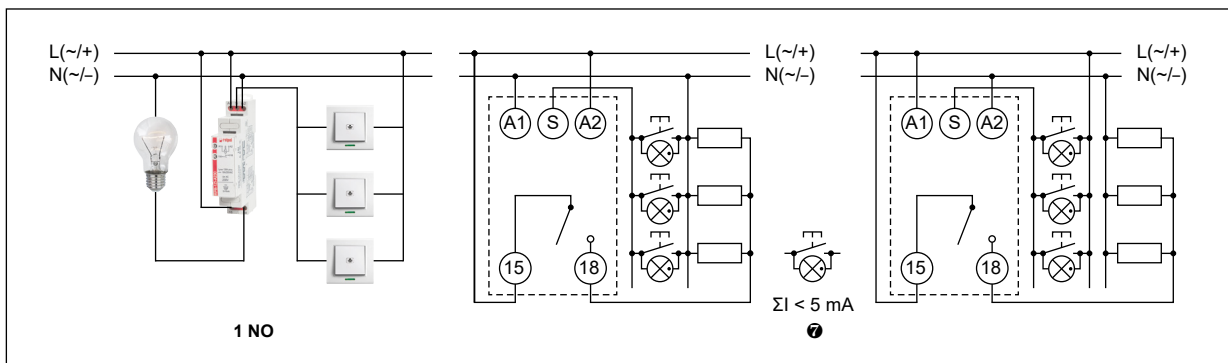 L(~/+)
N(~/–)
1 NO
L(~/+)
N(~/–)
A1 S A2
15 18
ΣI < 5 mA
❼
L(~/+)
N(~/–)
A1 S A2
15 18